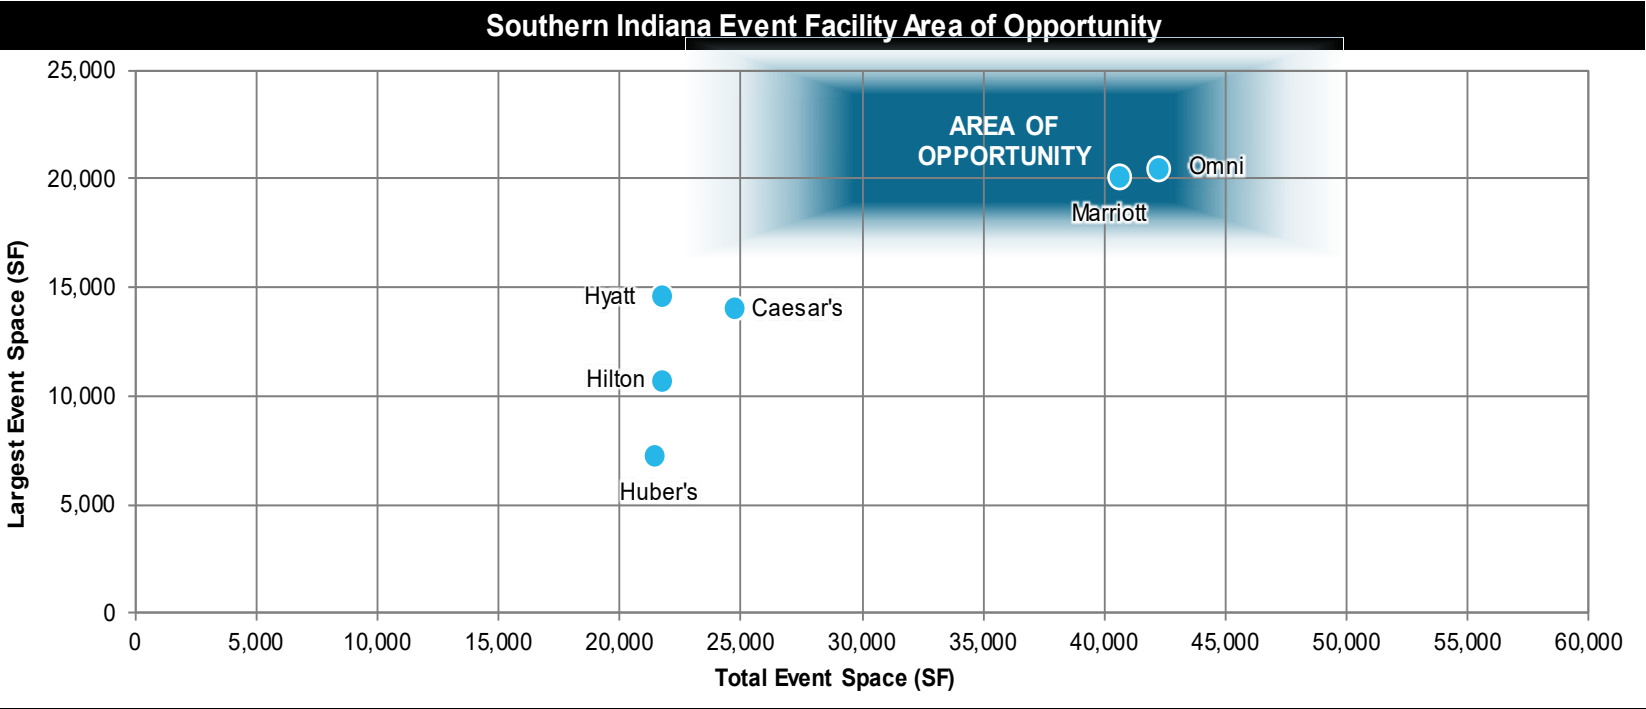 Southern Indiana Event Facility Area of Opportunity
Largest Event Space (SF)
25,000
20,000
15,000
10,000
5,000
0
AREA OF
OPPORTUNITY
Omni
Marriott
Hyatt
Caesar's
Hilton
Huber's
0 5,000 10,000 15,000 20,000 25,000 30,000 35,000 40,000 45,000 50,000 55,000 60,000
Total Event Space (SF)